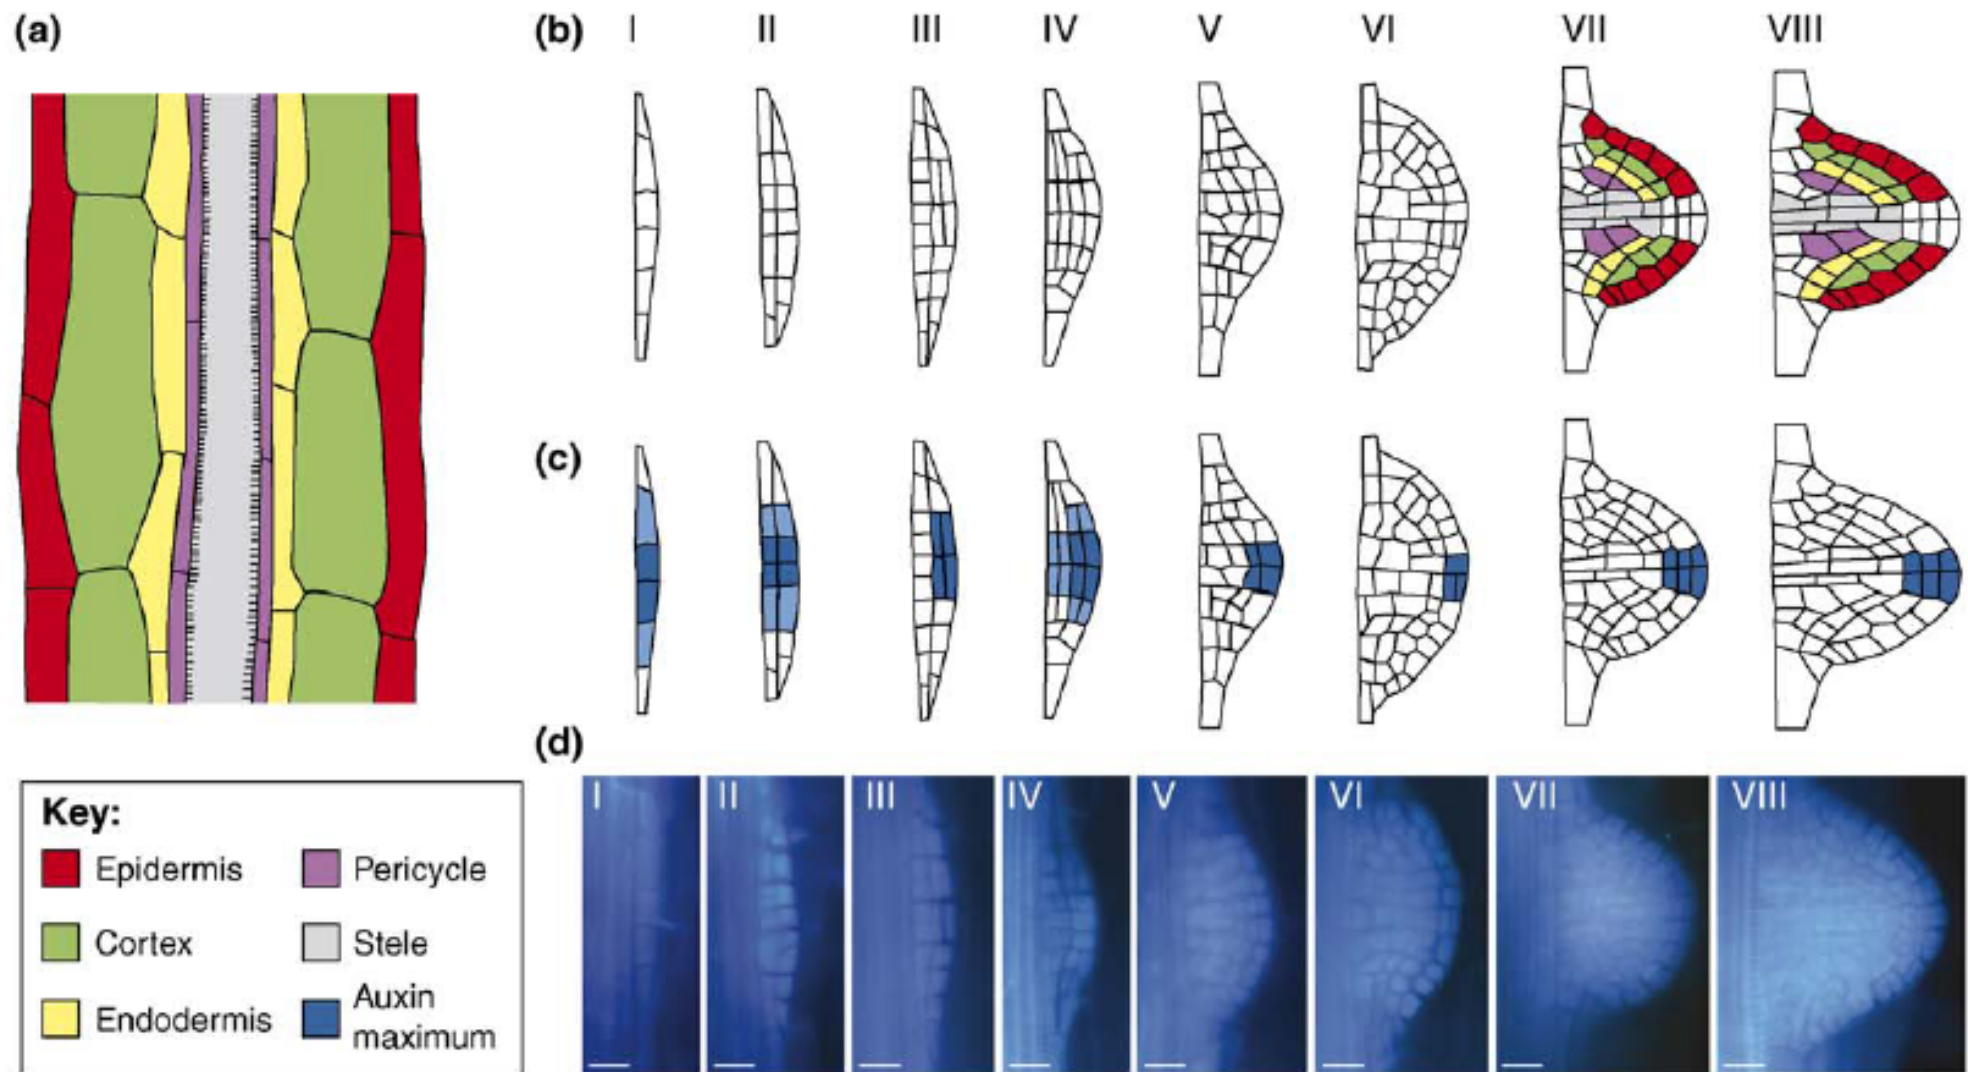 (a)
(b) I II III IV V VI VII VIII
(c)
(d)
I II III IV V VI VII VIII
Key:
Epidermis
Cortex
Endodermis
Pericycle
Stele
Auxin
maximum